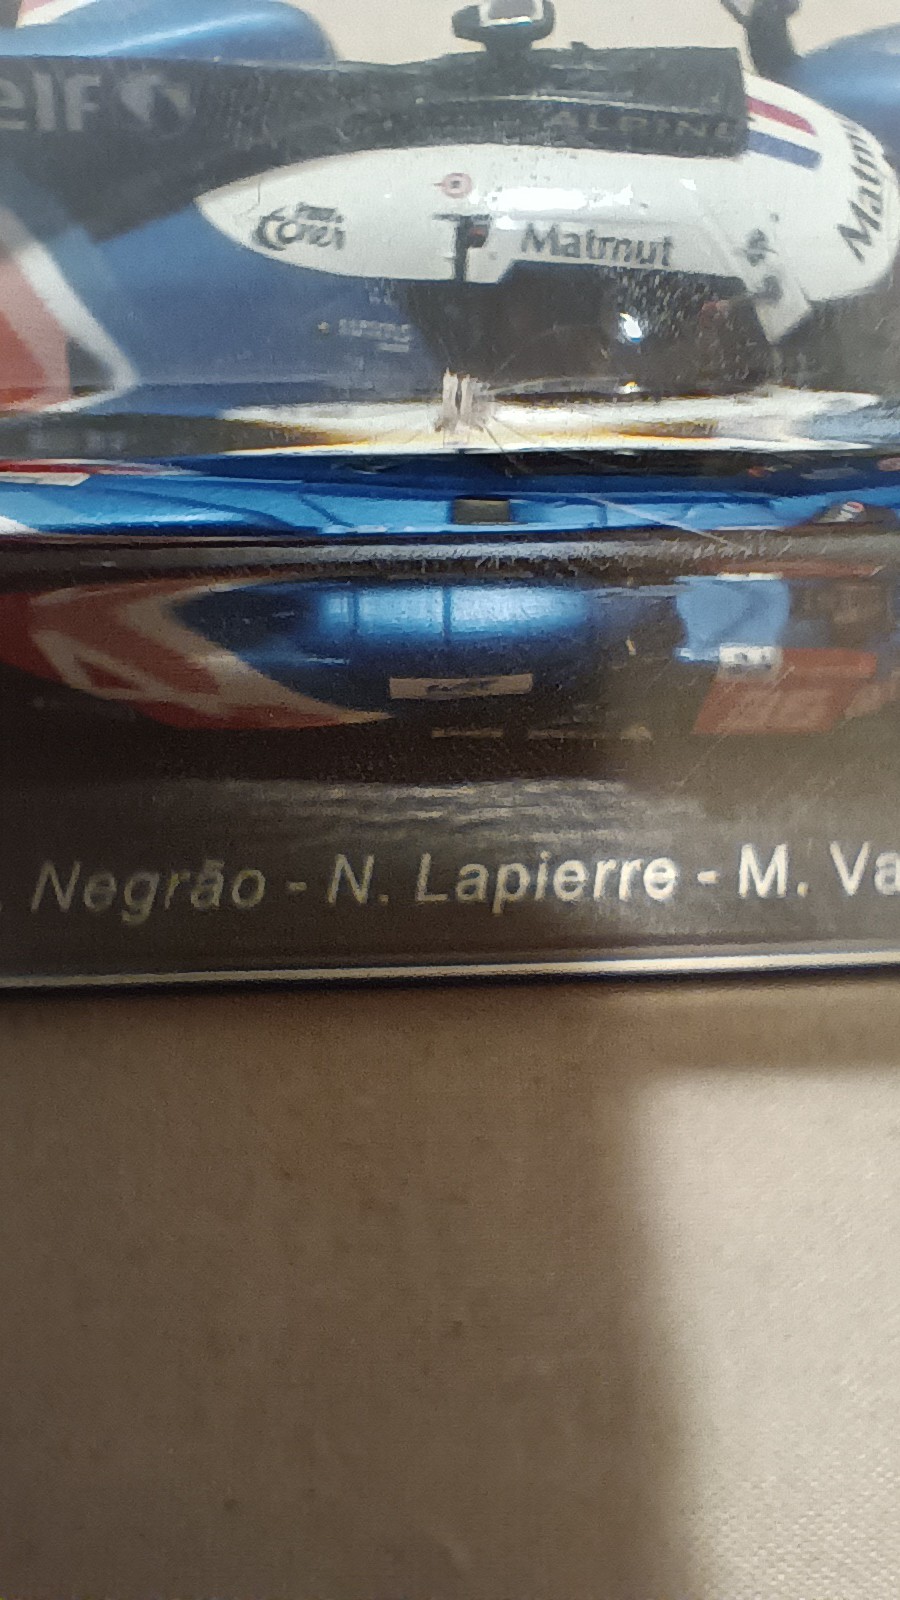 elf
ALPINE
Matmut
Matmut
. Negrão - N. Lapierre - M. Va